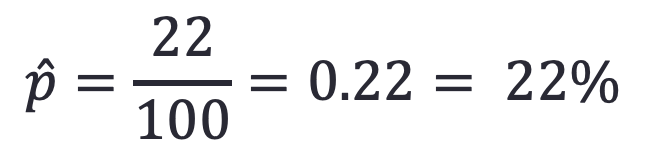 p̂ = 22/100 = 0.22 = 22%